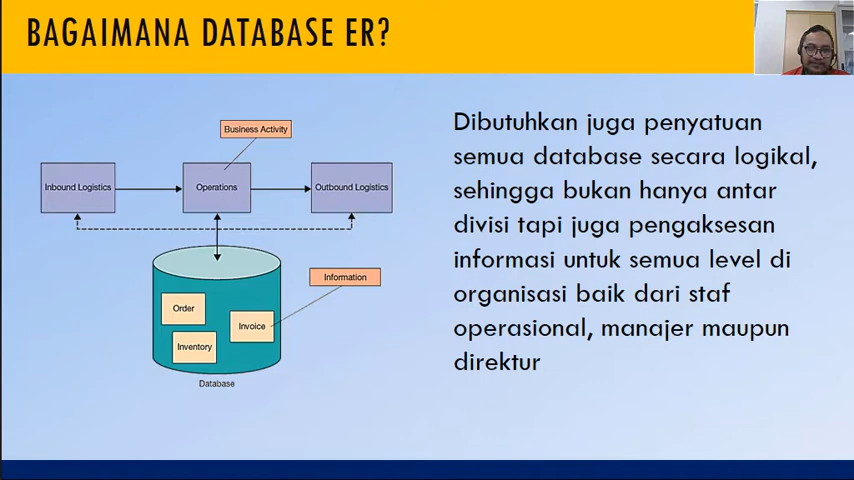 BAGAIMANA DATABASE ER?
Business Activity
Inbound Logistics
Operations
Outbound Logistics
Information
Order
Invoice
Inventory
Database
Dibutuhkan juga penyatuan
semua database secara logikal,
sehingga bukan hanya antar
divisi tapi juga pengaksesan
informasi untuk semua level di
organisasi baik dari staf
operasional, manajer maupun
direktur